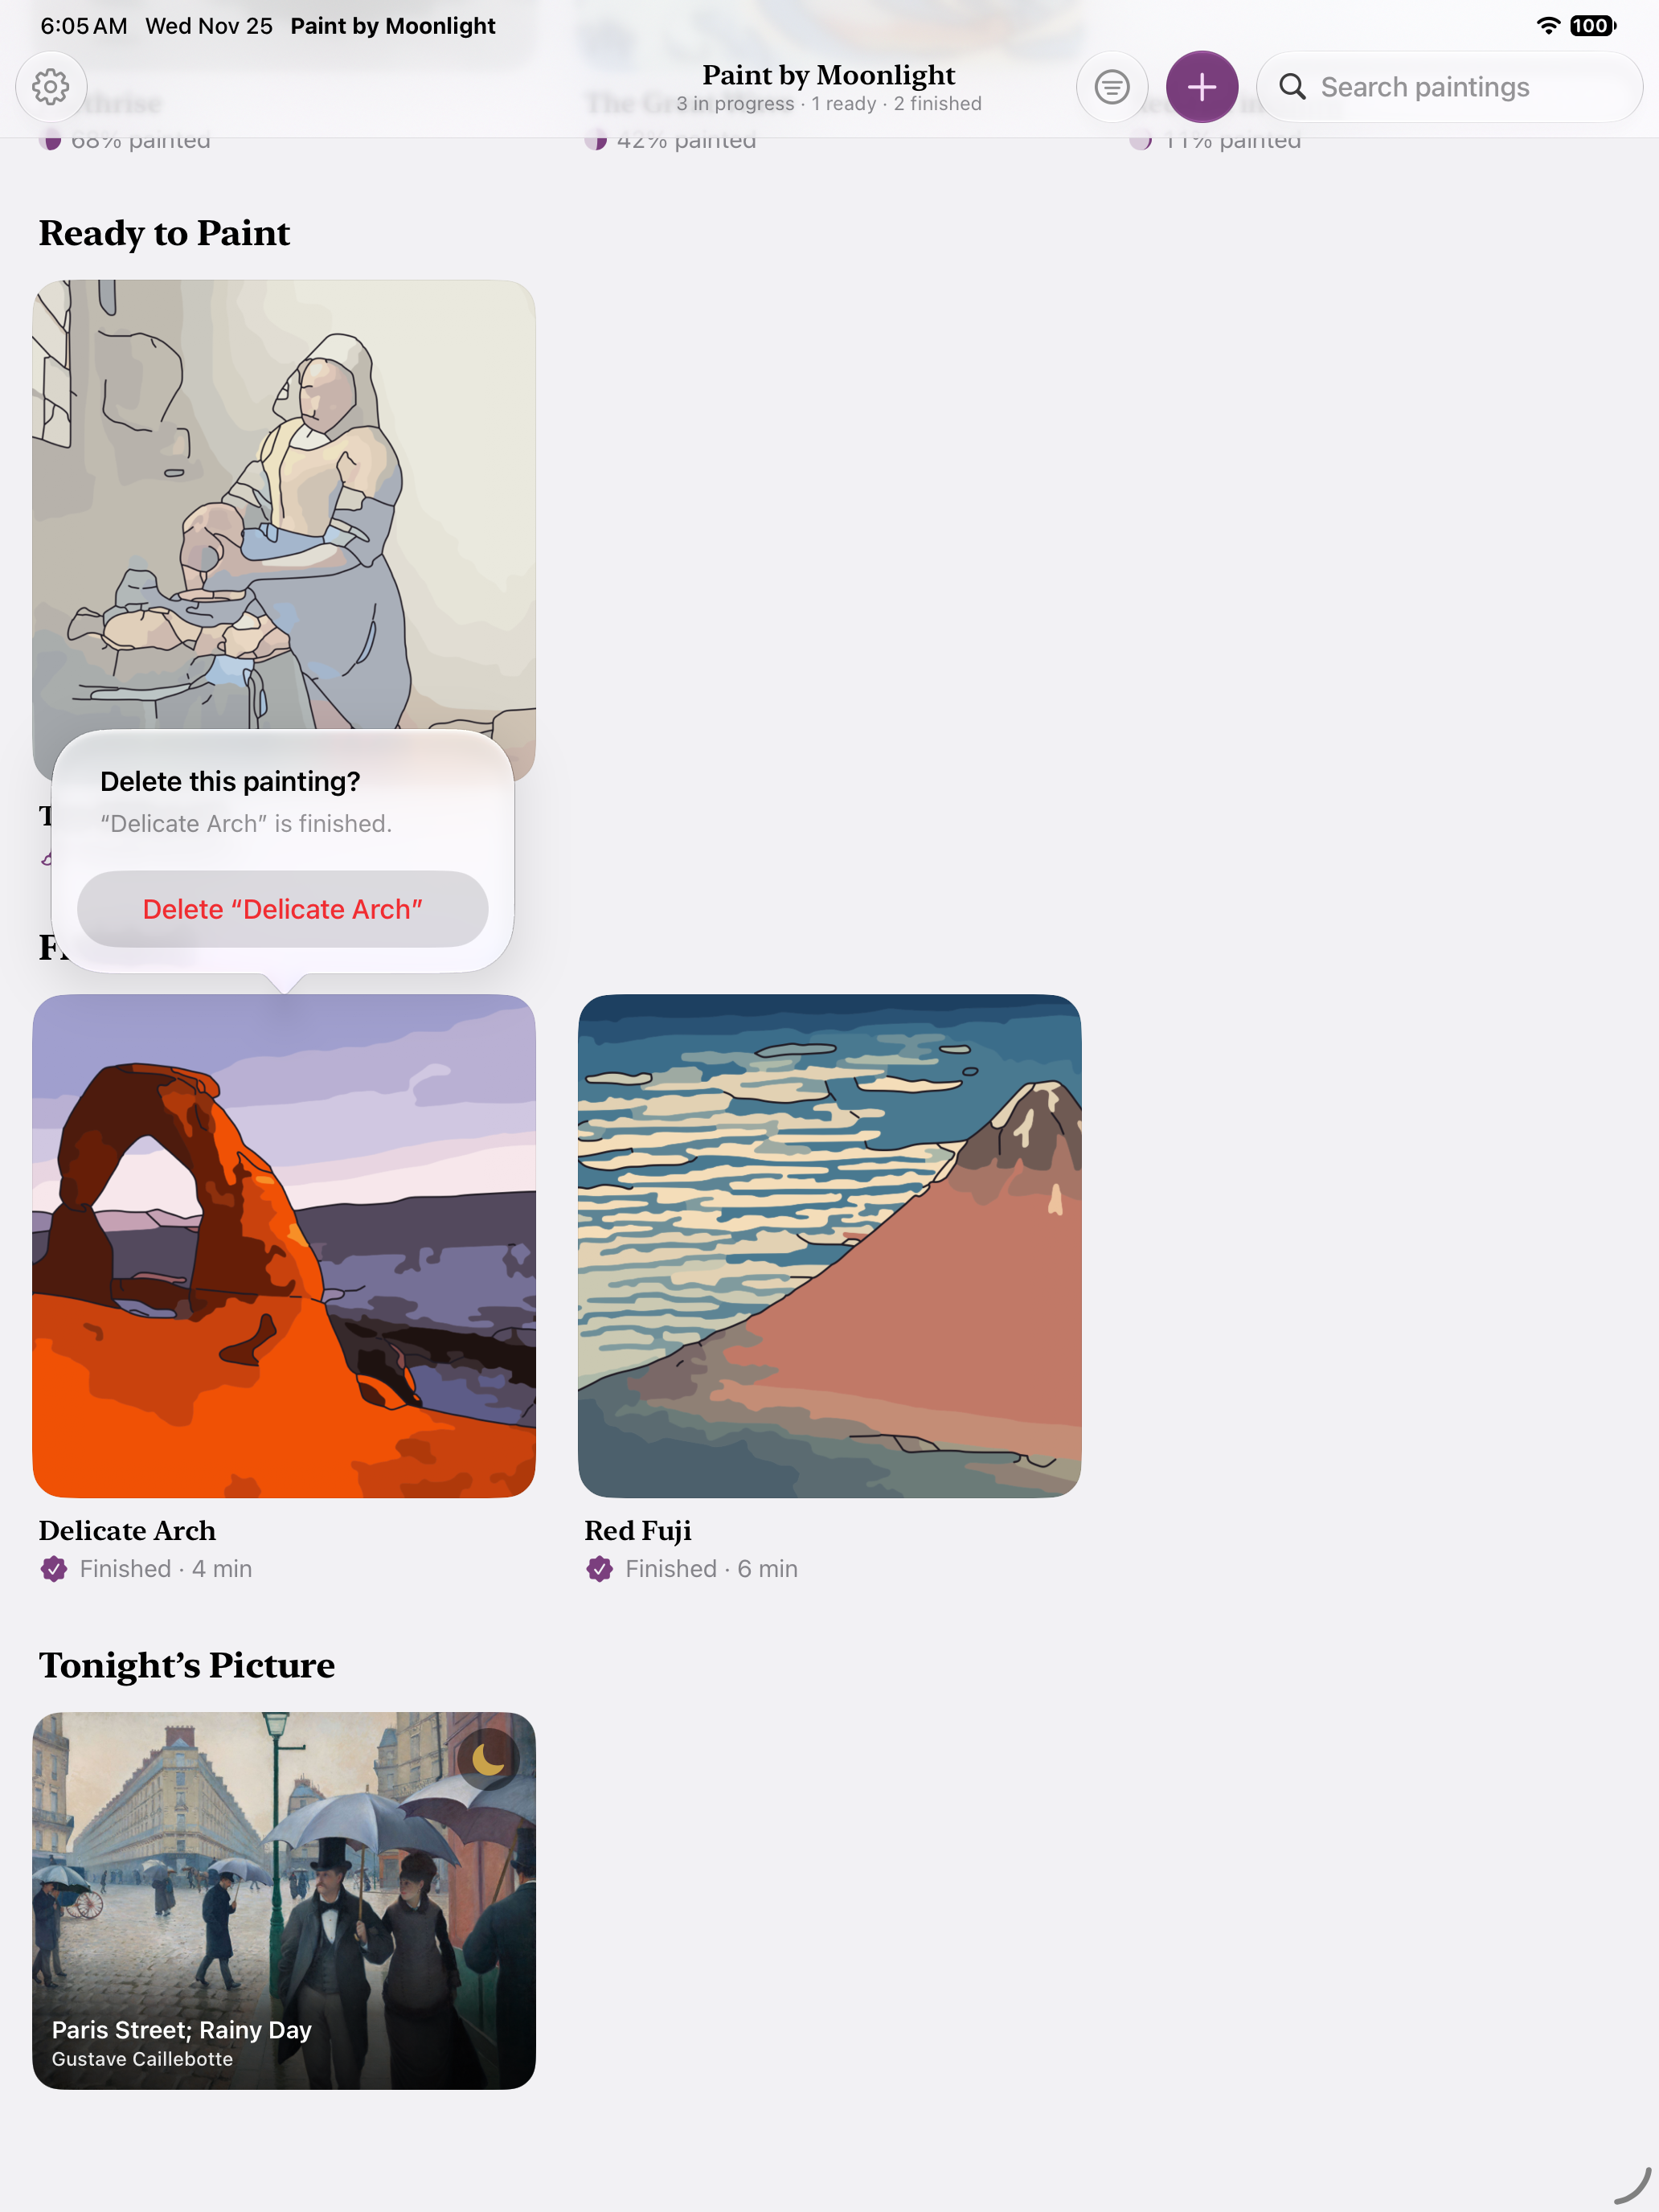 6:05 AM Wed Nov 25 Paint by Moonlight
100
Paint by Moonlight
3 in progress · 1 ready · 2 finished
Search paintings
The Great
68% painted
42% painted
11% painted
Ready to Paint
Delete this painting?
“Delicate Arch” is finished.
Delete “Delicate Arch”
Delicate Arch
Finished · 4 min
Red Fuji
Finished · 6 min
Tonight’s Picture
Paris Street; Rainy Day
Gustave Caillebotte